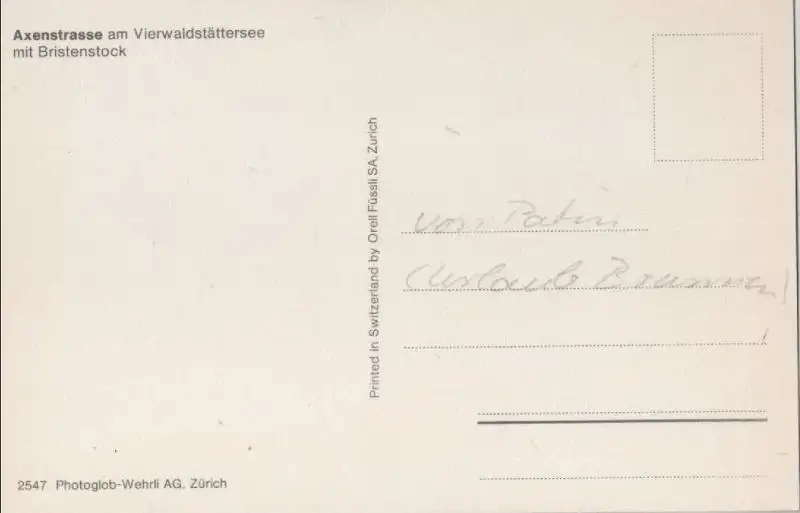 Axenstrasse am Vierwaldstättersee
mit Bristenstock
Printed in Switzerland by Orell Füssli SA, Zurich
von Patin
(Urlaub Brunnen)
2547 Photoglob-Wehrli AG, Zürich